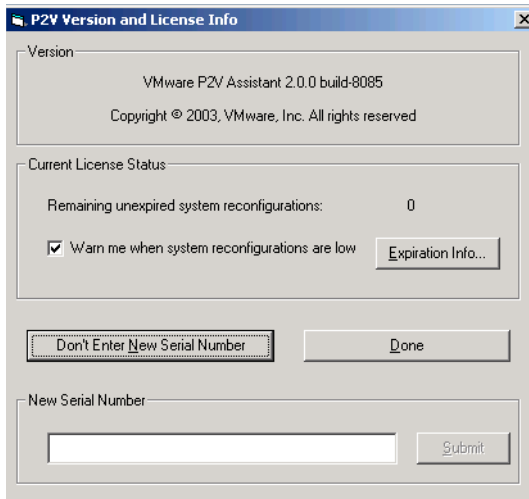 P2V Version and License Info
Version
VMware P2V Assistant 2.0.0 build-8085
Copyright © 2003, VMware, Inc. All rights reserved
Current License Status
Remaining unexpired system reconfigurations: 0
Warn me when system reconfigurations are low
Expiration Info...
Don't Enter New Serial Number
Done
New Serial Number
Submit